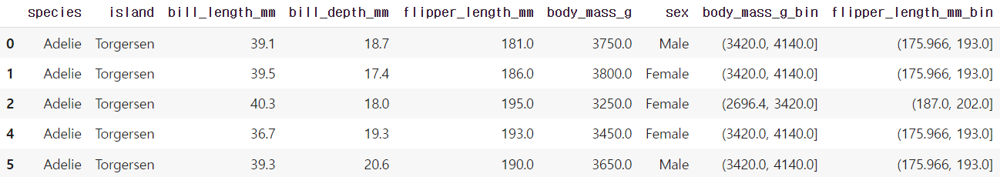 species island bill_length_mm bill_depth_mm flipper_length_mm body_mass_g sex body_mass_g_bin flipper_length_mm_bin
0 Adelie Torgersen 39.1 18.7 181.0 3750.0 Male (3420.0, 4140.0] (175.966, 193.0]
1 Adelie Torgersen 39.5 17.4 186.0 3800.0 Female (3420.0, 4140.0] (175.966, 193.0]
2 Adelie Torgersen 40.3 18.0 195.0 3250.0 Female (2696.4, 3420.0] (187.0, 202.0]
4 Adelie Torgersen 36.7 19.3 193.0 3450.0 Female (3420.0, 4140.0] (175.966, 193.0]
5 Adelie Torgersen 39.3 20.6 190.0 3650.0 Male (3420.0, 4140.0] (175.966, 193.0]